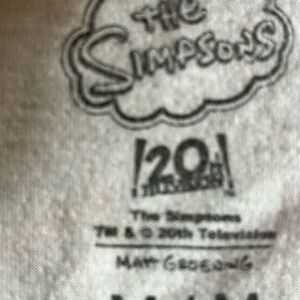 THE
SIMPSONS
20th
TELEVISION
The Simpsons
TM & © 20th Television
MATT GROENING